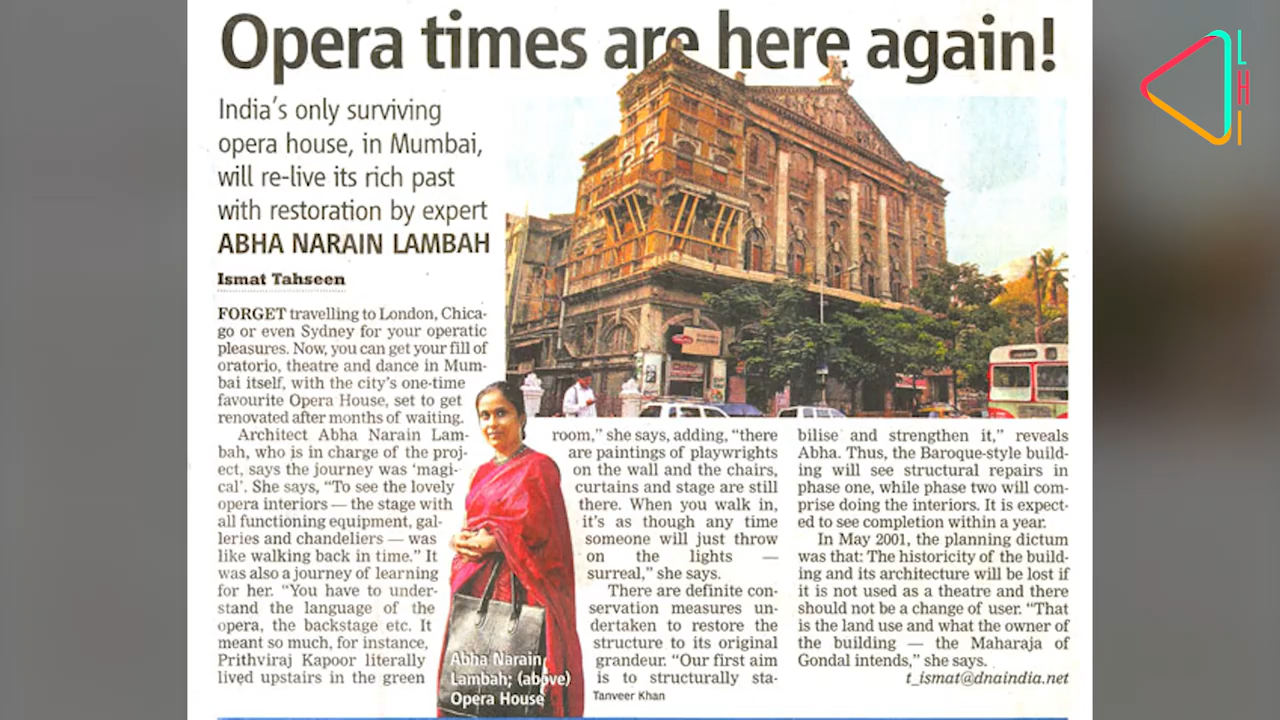 Opera times are here again!
India's only surviving
opera house, in Mumbai,
will re-live its rich past
with restoration by expert
ABHA NARAIN LAMBAH
Ismat Tahseen
FORGET travelling to London, Chica-
go or even Sydney for your operatic
pleasures. Now, you can get your fill of
oratorio, theatre and dance in Mum-
bai itself, with the city's one-time
favourite Opera House, set to get
renovated after months of waiting.
Architect Abha Narain Lam-
bah, who is in charge of the proj-
ect, says the journey was 'magi-
cal'. She says, "To see the lovely
opera interiors — the stage with
all functioning equipment, gal-
leries and chandeliers — was
like walking back in time." It
was also a journey of learning
for her. "You have to under-
stand the language of the
opera, the backstage etc. It
meant so much, for instance,
Prithviraj Kapoor literally
lived upstairs in the green
room," she says, adding, "there
are paintings of playwrights
on the wall and the chairs,
curtains and stage are still
there. When you walk in,
it's as though any time
someone will just throw
on the lights —
surreal," she says.
There are definite con-
servation measures un-
dertaken to restore the
structure to its original
grandeur. "Our first aim
is to structurally sta-
bilise and strengthen it," reveals
Abha. Thus, the Baroque-style build-
ing will see structural repairs in
phase one, while phase two will com-
prise doing the interiors. It is expect-
ed to see completion within a year.
In May 2001, the planning dictum
was that: The historicity of the build-
ing and its architecture will be lost if
it is not used as a theatre and there
should not be a change of user. "That
is the land use and what the owner of
the building — the Maharaja of
Gondal intends," she says.
t_ismat@dnaindia.net
Abha Narain
Lambah; (above)
Opera House
Tanveer Khan
LHI